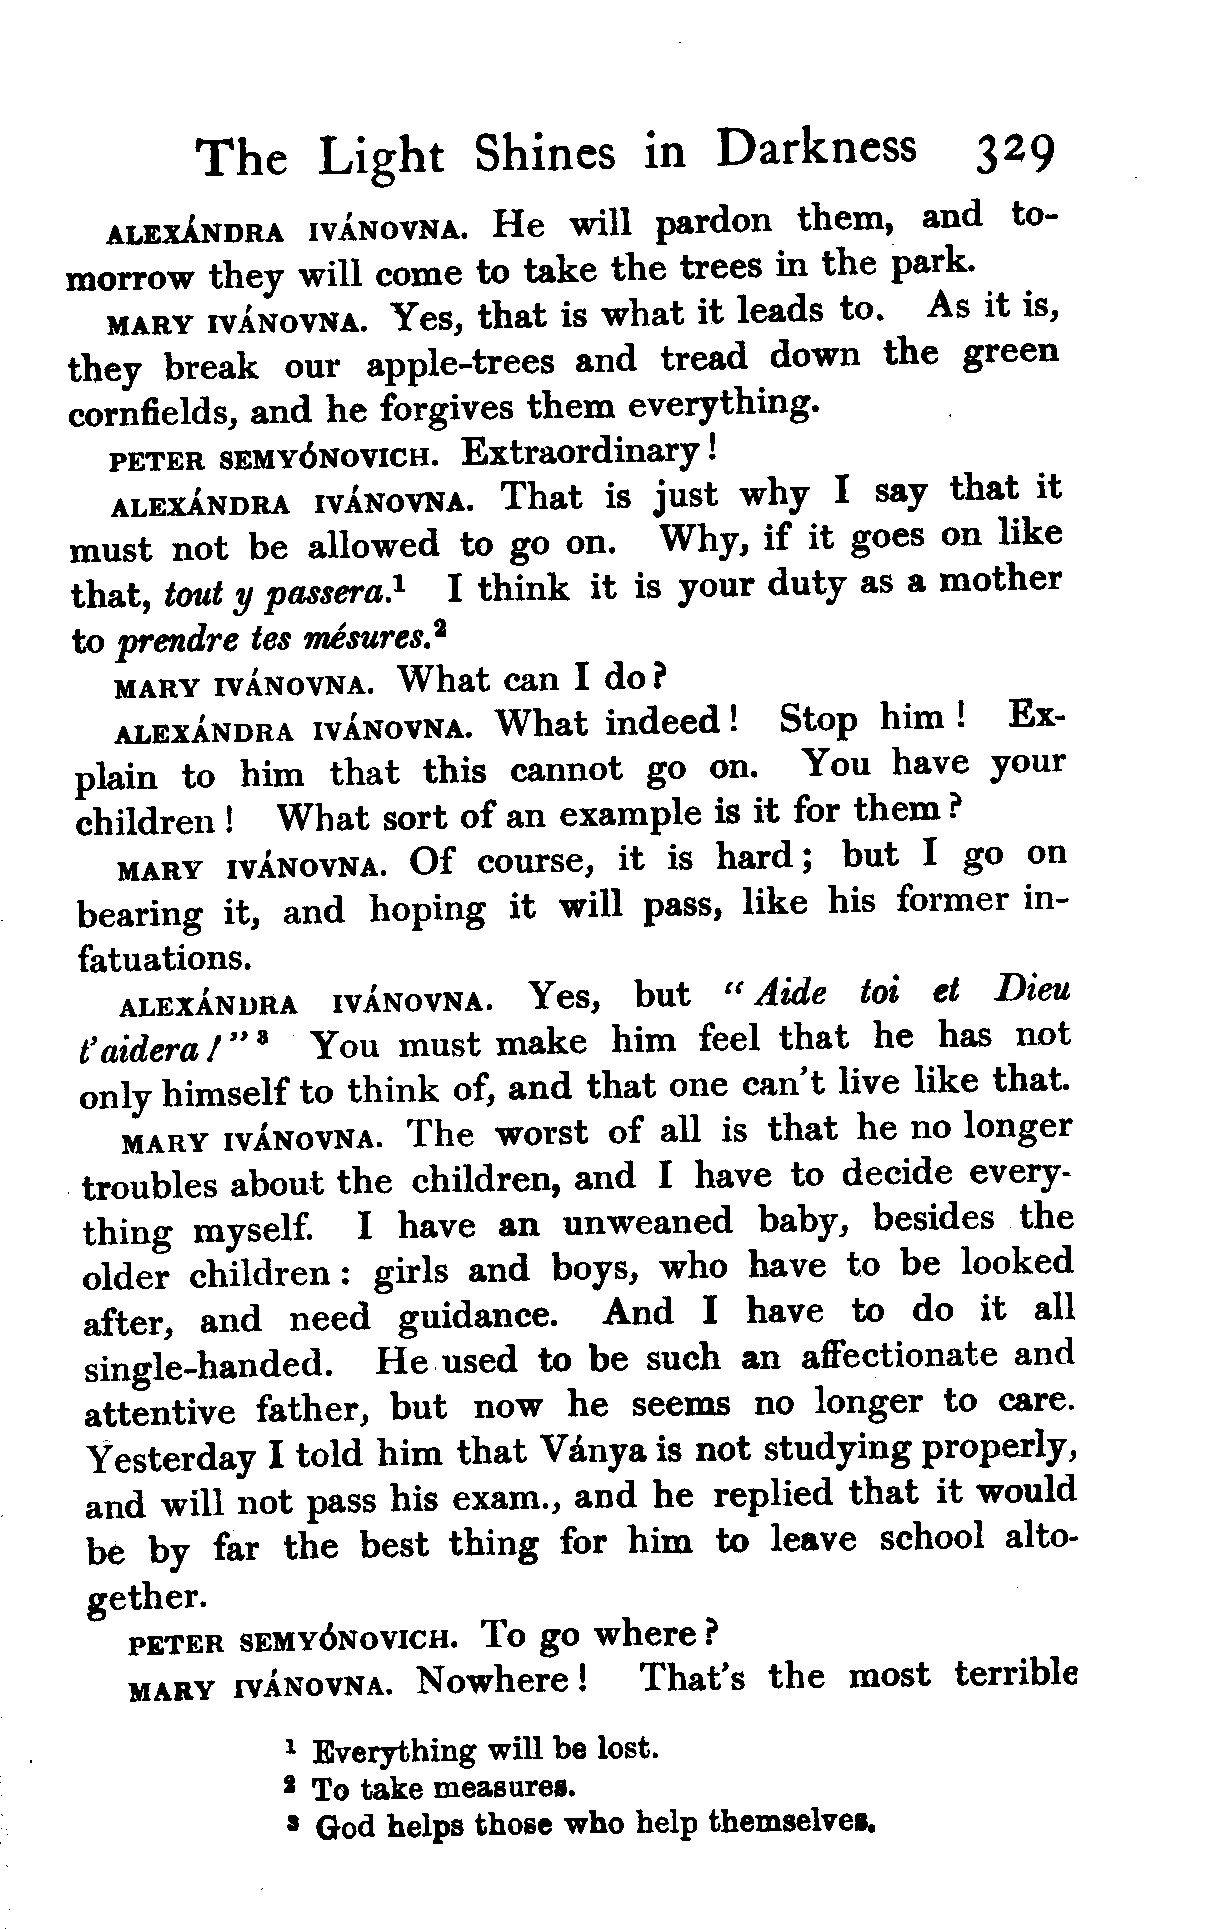 The Light Shines in Darkness 329
ALEXÁNDRA IVÁNOVNA. He will pardon them, and to-
morrow they will come to take the trees in the park.
MARY IVÁNOVNA. Yes, that is what it leads to. As it is,
they break our apple-trees and tread down the green
cornfields, and he forgives them everything.
PETER SEMYÓNOVICH. Extraordinary!
ALEXÁNDRA IVÁNOVNA. That is just why I say that it
must not be allowed to go on. Why, if it goes on like
that, tout y passera.¹ I think it is your duty as a mother
to prendre tes mésures.²
MARY IVÁNOVNA. What can I do?
ALEXÁNDRA IVÁNOVNA. What indeed! Stop him! Ex-
plain to him that this cannot go on. You have your
children! What sort of an example is it for them?
MARY IVÁNOVNA. Of course, it is hard; but I go on
bearing it, and hoping it will pass, like his former in-
fatuations.
ALEXÁNDRA IVÁNOVNA. Yes, but "Aide toi et Dieu
t'aidera!"³ You must make him feel that he has not
only himself to think of, and that one can't live like that.
MARY IVÁNOVNA. The worst of all is that he no longer
troubles about the children, and I have to decide every-
thing myself. I have an unweaned baby, besides the
older children: girls and boys, who have to be looked
after, and need guidance. And I have to do it all
single-handed. He used to be such an affectionate and
attentive father, but now he seems no longer to care.
Yesterday I told him that Ványa is not studying properly,
and will not pass his exam., and he replied that it would
be by far the best thing for him to leave school alto-
gether.
PETER SEMYÓNOVICH. To go where?
MARY IVÁNOVNA. Nowhere! That's the most terrible
¹ Everything will be lost.
² To take measures.
³ God helps those who help themselves.